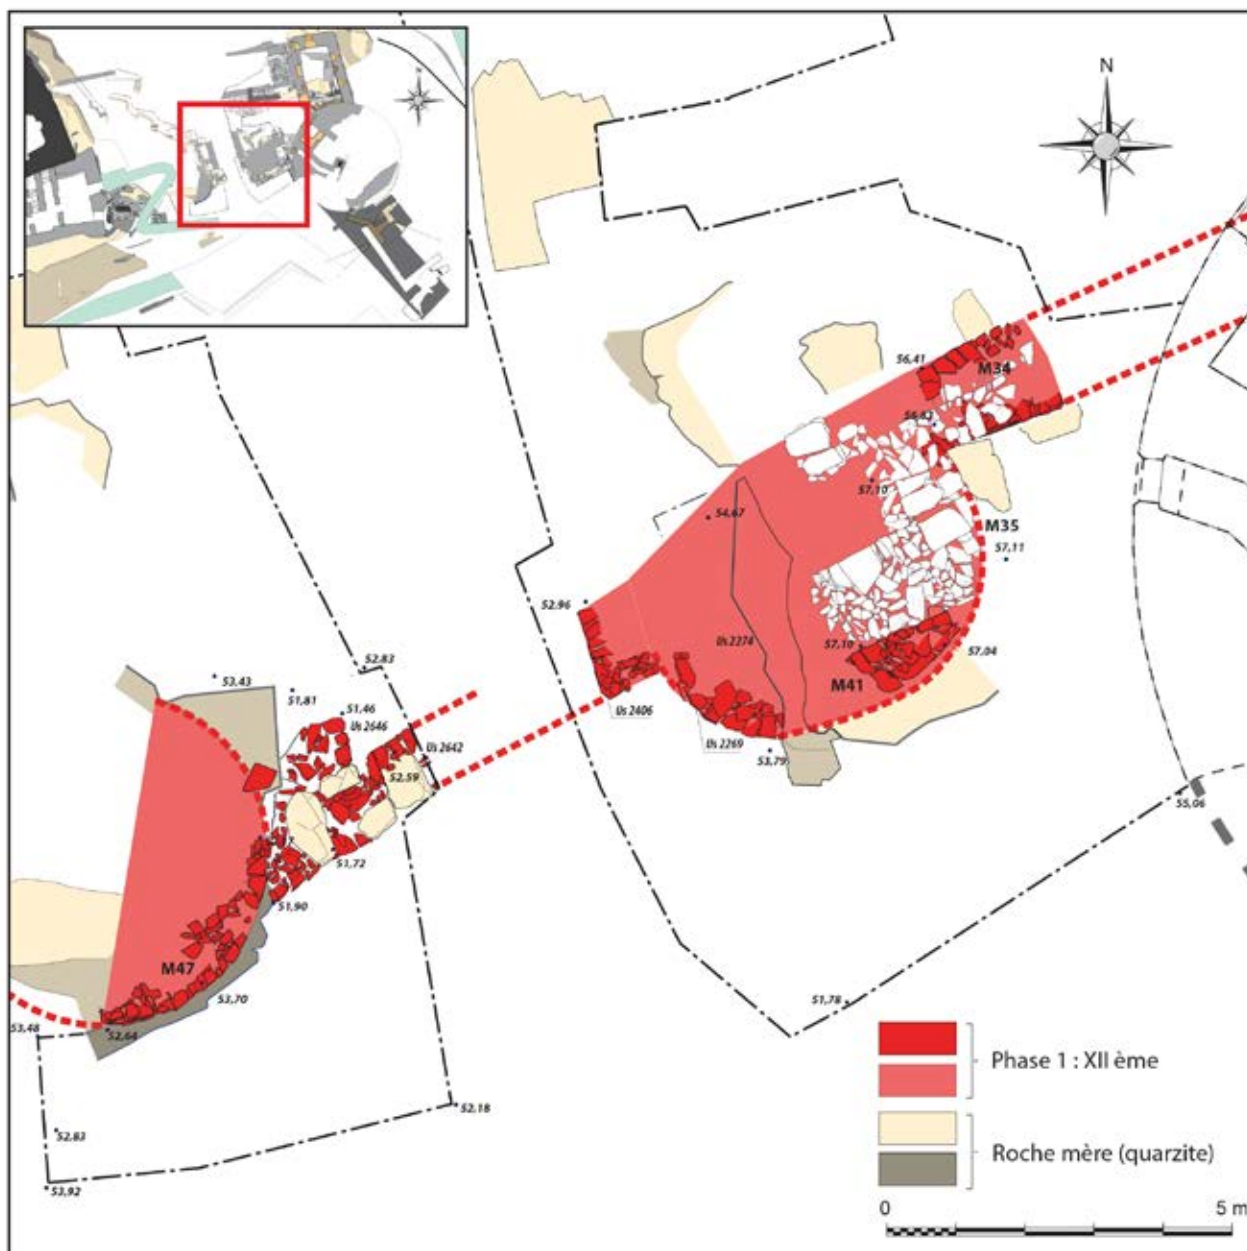 N
N
56,41
M34
56,83
57,10
M35
54,67
57,11
52,96
Us 2274
57,10
57,04
52,83
M41
53,43
51,81
51,46
Us 2646
Us 2406
Us 2642
Us 2269
53,79
52,59
55,06
51,72
51,90
M47
53,70
51,78
53,48
52,64
Phase 1 : XII ème
52,18
52,83
Roche mère (quarzite)
53,92
0
5 m